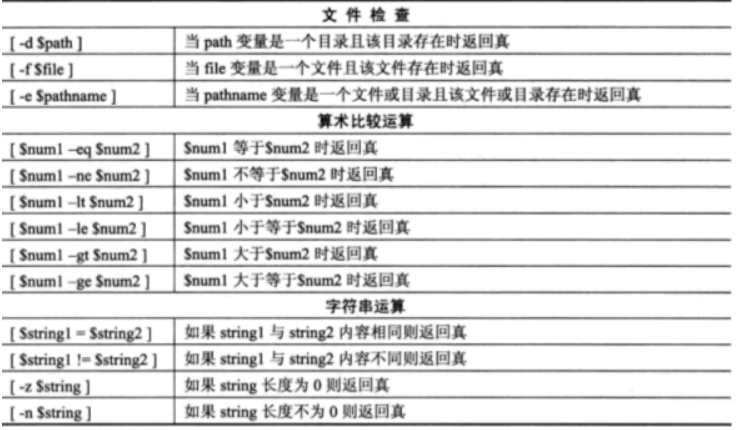 文 件 检 查
[ -d $path ] 当 path 变量是一个目录且该目录存在时返回真
[ -f $file ] 当 file 变量是一个文件且该文件存在时返回真
[ -e $pathname ] 当 pathname 变量是一个文件或目录且该文件或目录存在时返回真
算术比较运算
[ $num1 –eq $num2 ] $num1 等于$num2 时返回真
[ $num1 –ne $num2 ] $num1 不等于$num2 时返回真
[ $num1 –lt $num2 ] $num1 小于$num2 时返回真
[ $num1 –le $num2 ] $num1 小于等于$num2 时返回真
[ $num1 –gt $num2 ] $num1 大于$num2 时返回真
[ $num1 –ge $num2 ] $num1 大于等于$num2 时返回真
字符串运算
[ $string1 = $string2 ] 如果 string1 与 string2 内容相同则返回真
[ $string1 != $string2 ] 如果 string1 与 string2 内容不同则返回真
[ -z $string ] 如果 string 长度为 0 则返回真
[ -n $string ] 如果 string 长度不为 0 则返回真